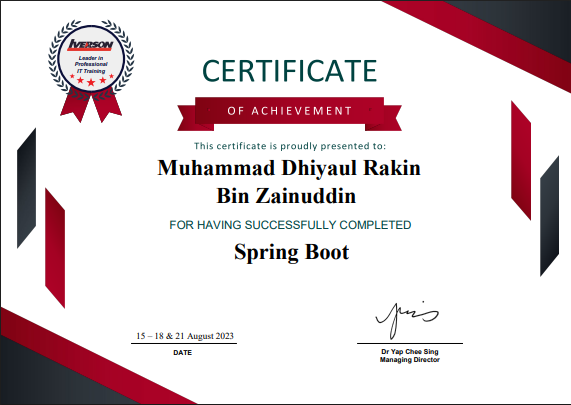 IVERSON
Leader In
Professional
IT Training
CERTIFICATE
OF ACHIEVEMENT
This certificate is proudly presented to:
Muhammad Dhiyaul Rakin
Bin Zainuddin
FOR HAVING SUCCESSFULLY COMPLETED
Spring Boot
15 – 18 & 21 August 2023
DATE
Dr Yap Chee Sing
Managing Director